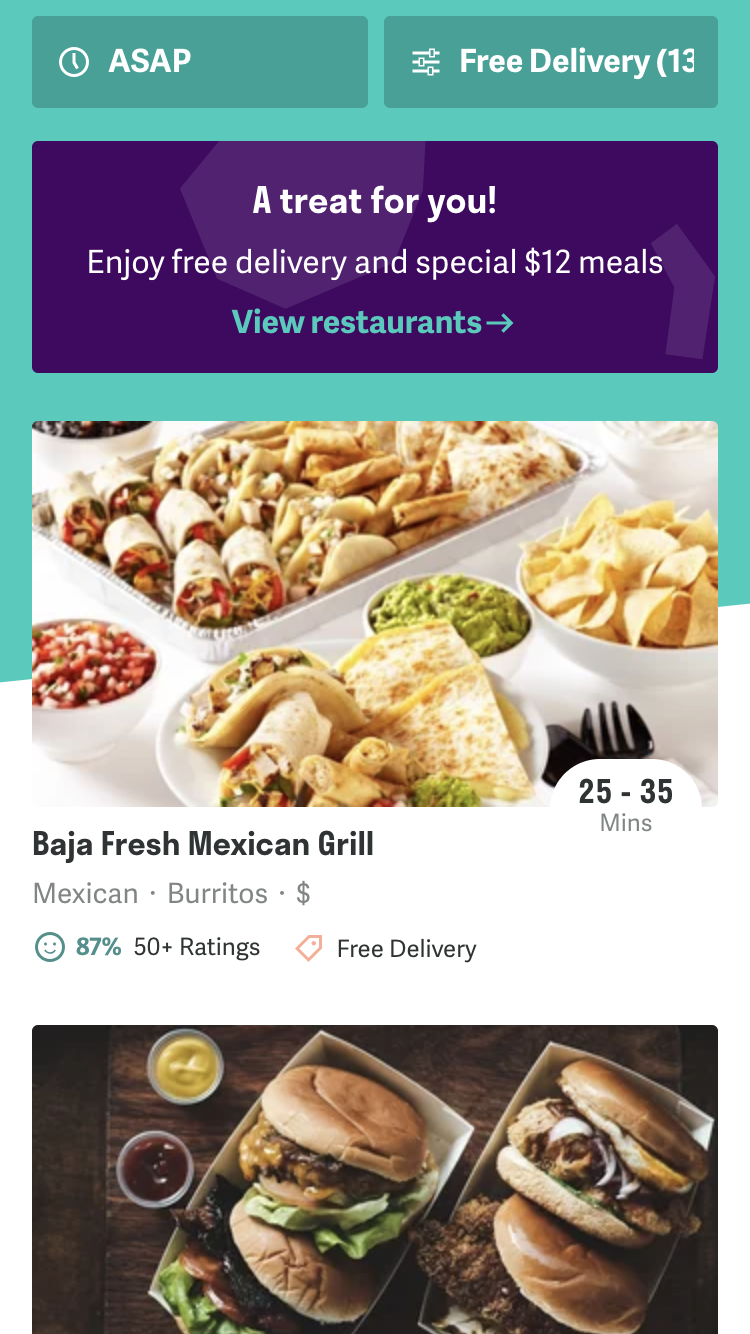 ASAP
Free Delivery (13
A treat for you!
Enjoy free delivery and special $12 meals
View restaurants→
25 - 35
Mins
Baja Fresh Mexican Grill
Mexican · Burritos · $
87% 50+ Ratings
Free Delivery